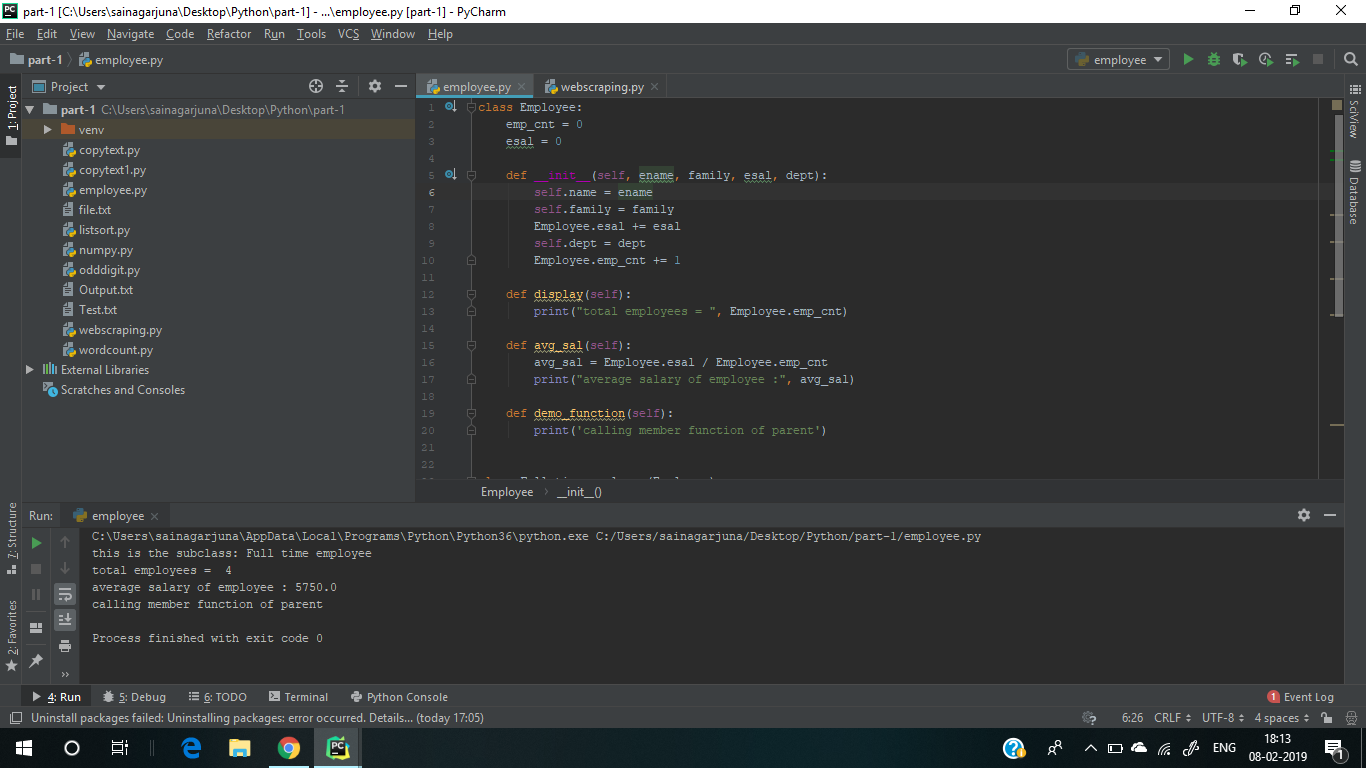 part-1 [C:\Users\sainagarjuna\Desktop\Python\part-1] - ...\employee.py [part-1] - PyCharm
File Edit View Navigate Code Refactor Run Tools VCS Window Help
part-1 employee.py
employee
1: Project
Project
part-1 C:\Users\sainagarjuna\Desktop\Python\part-1
venv
copytext.py
copytext1.py
employee.py
file.txt
listsort.py
numpy.py
odddigit.py
Output.txt
Test.txt
webscraping.py
wordcount.py
External Libraries
Scratches and Consoles
7: Structure
2: Favorites
employee.py webscraping.py
1 class Employee:
2 emp_cnt = 0
3 esal = 0
4
5 def __init__(self, ename, family, esal, dept):
6 self.name = ename
7 self.family = family
8 Employee.esal += esal
9 self.dept = dept
10 Employee.emp_cnt += 1
11
12 def display(self):
13 print("total employees = ", Employee.emp_cnt)
14
15 def avg_sal(self):
16 avg_sal = Employee.esal / Employee.emp_cnt
17 print("average salary of employee :", avg_sal)
18
19 def demo_function(self):
20 print('calling member function of parent')
21
22
Employee __init__()
SciView
Database
Run: employee
C:\Users\sainagarjuna\AppData\Local\Programs\Python\Python36\python.exe C:/Users/sainagarjuna/Desktop/Python/part-1/employee.py
this is the subclass: Full time employee
total employees =  4
average salary of employee : 5750.0
calling member function of parent
Process finished with exit code 0
4: Run 5: Debug 6: TODO Terminal Python Console 1 Event Log
Uninstall packages failed: Uninstalling packages: error occurred. Details... (today 17:05) 6:26 CRLF UTF-8 4 spaces
PC ENG 18:13
08-02-2019 1